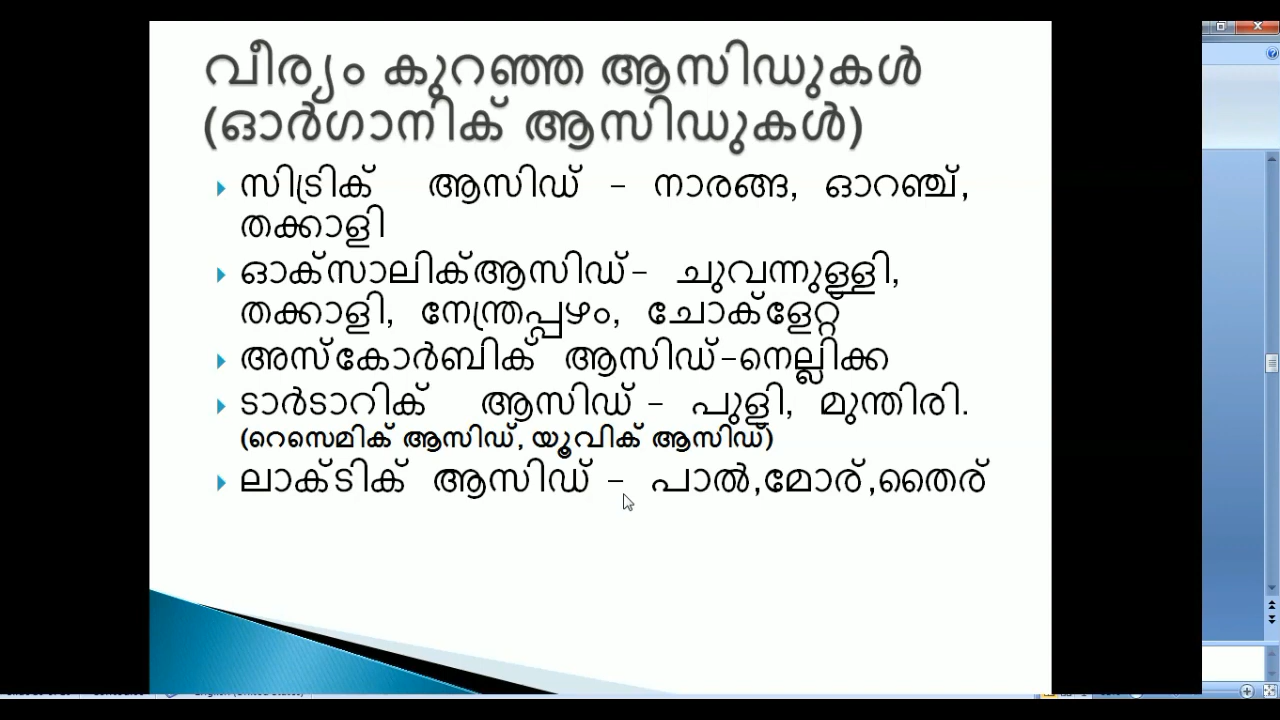 വീര്യം കുറഞ്ഞ ആസിഡുകൾ
(ഓർഗാനിക് ആസിഡുകൾ)
സിട്രിക് ആസിഡ് - നാരങ്ങ, ഓറഞ്ച്,
തക്കാളി
ഓക്സാലിക്ആസിഡ്- ചുവന്നുള്ളി,
തക്കാളി, നേന്ത്രപ്പഴം, ചോക്ളേറ്റ്
അസ്കോർബിക് ആസിഡ്-നെല്ലിക്ക
ടാർടാറിക് ആസിഡ് - പുളി, മുന്തിരി.
(റെസെമിക് ആസിഡ്, യൂവിക് ആസിഡ്)
ലാക്ടിക് ആസിഡ് - പാൽ,മോര്,തൈര്